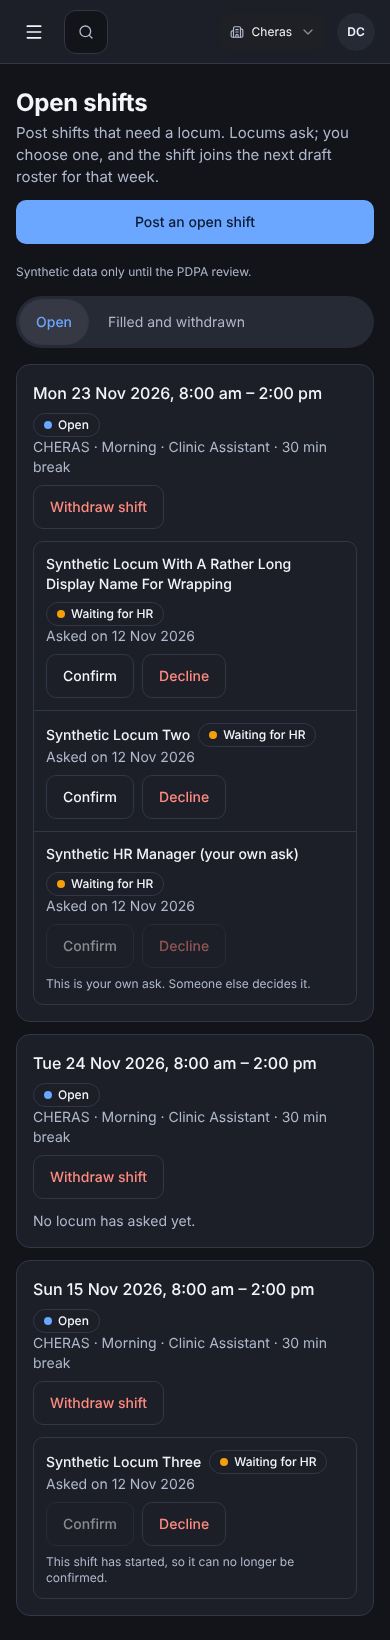 Cheras
DC
Open shifts
Post shifts that need a locum. Locums ask; you
choose one, and the shift joins the next draft
roster for that week.
Post an open shift
Synthetic data only until the PDPA review.
Open
Filled and withdrawn
Mon 23 Nov 2026, 8:00 am – 2:00 pm
Open
CHERAS · Morning · Clinic Assistant · 30 min
break
Withdraw shift
Synthetic Locum With A Rather Long
Display Name For Wrapping
Waiting for HR
Asked on 12 Nov 2026
Confirm
Decline
Synthetic Locum Two
Waiting for HR
Asked on 12 Nov 2026
Confirm
Decline
Synthetic HR Manager (your own ask)
Waiting for HR
Asked on 12 Nov 2026
Confirm
Decline
This is your own ask. Someone else decides it.
Tue 24 Nov 2026, 8:00 am – 2:00 pm
Open
CHERAS · Morning · Clinic Assistant · 30 min
break
Withdraw shift
No locum has asked yet.
Sun 15 Nov 2026, 8:00 am – 2:00 pm
Open
CHERAS · Morning · Clinic Assistant · 30 min
break
Withdraw shift
Synthetic Locum Three
Waiting for HR
Asked on 12 Nov 2026
Confirm
Decline
This shift has started, so it can no longer be
confirmed.